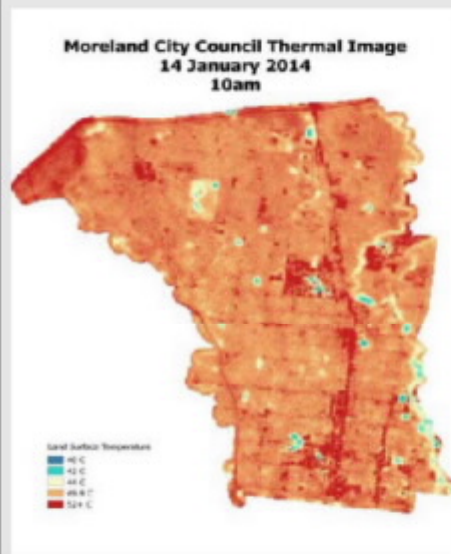 Moreland City Council Thermal Image
14 January 2014
10am
Land Surface Temperature
40 C
42 C
44 C
52+ C